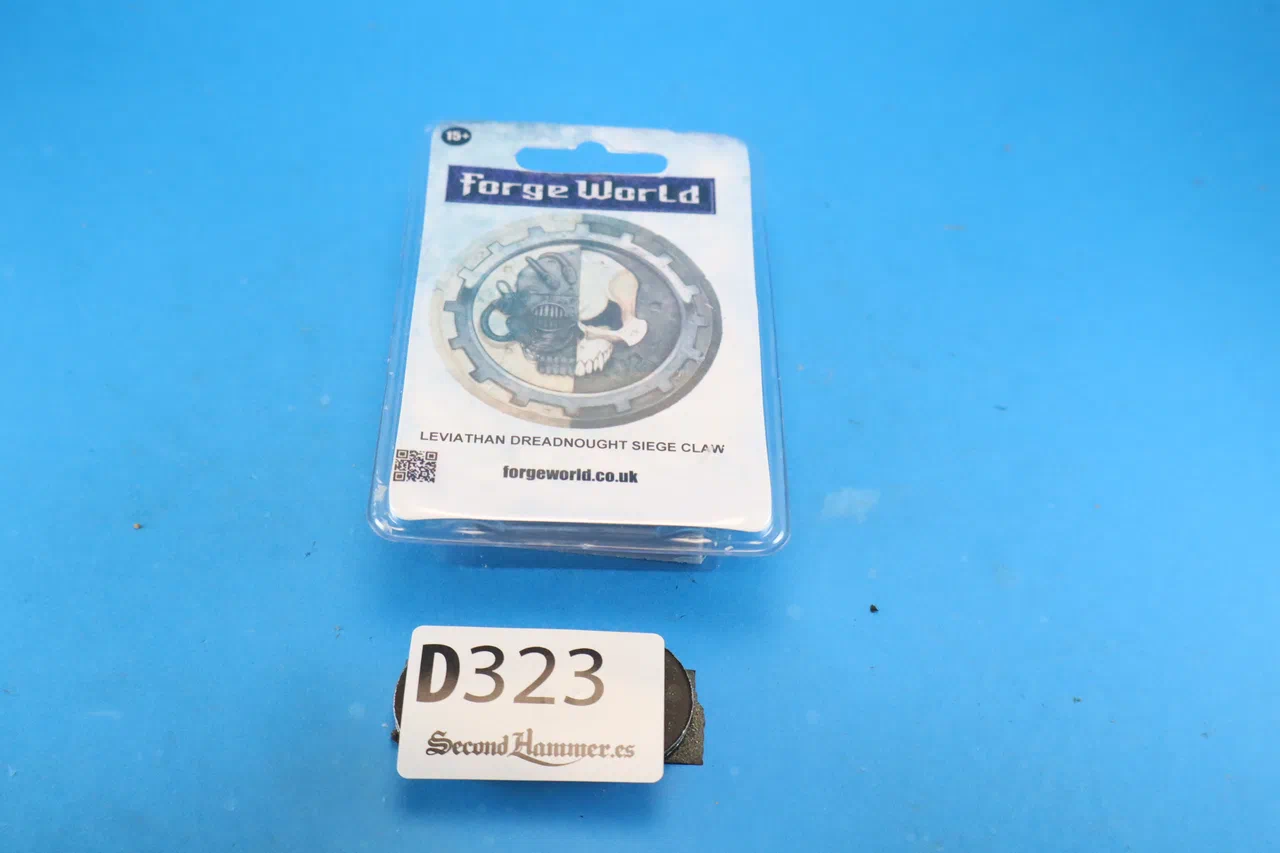 15+
Forge World
LEVIATHAN DREADNOUGHT SIEGE CLAW
forgeworld.co.uk
D323
SecondHammer.es